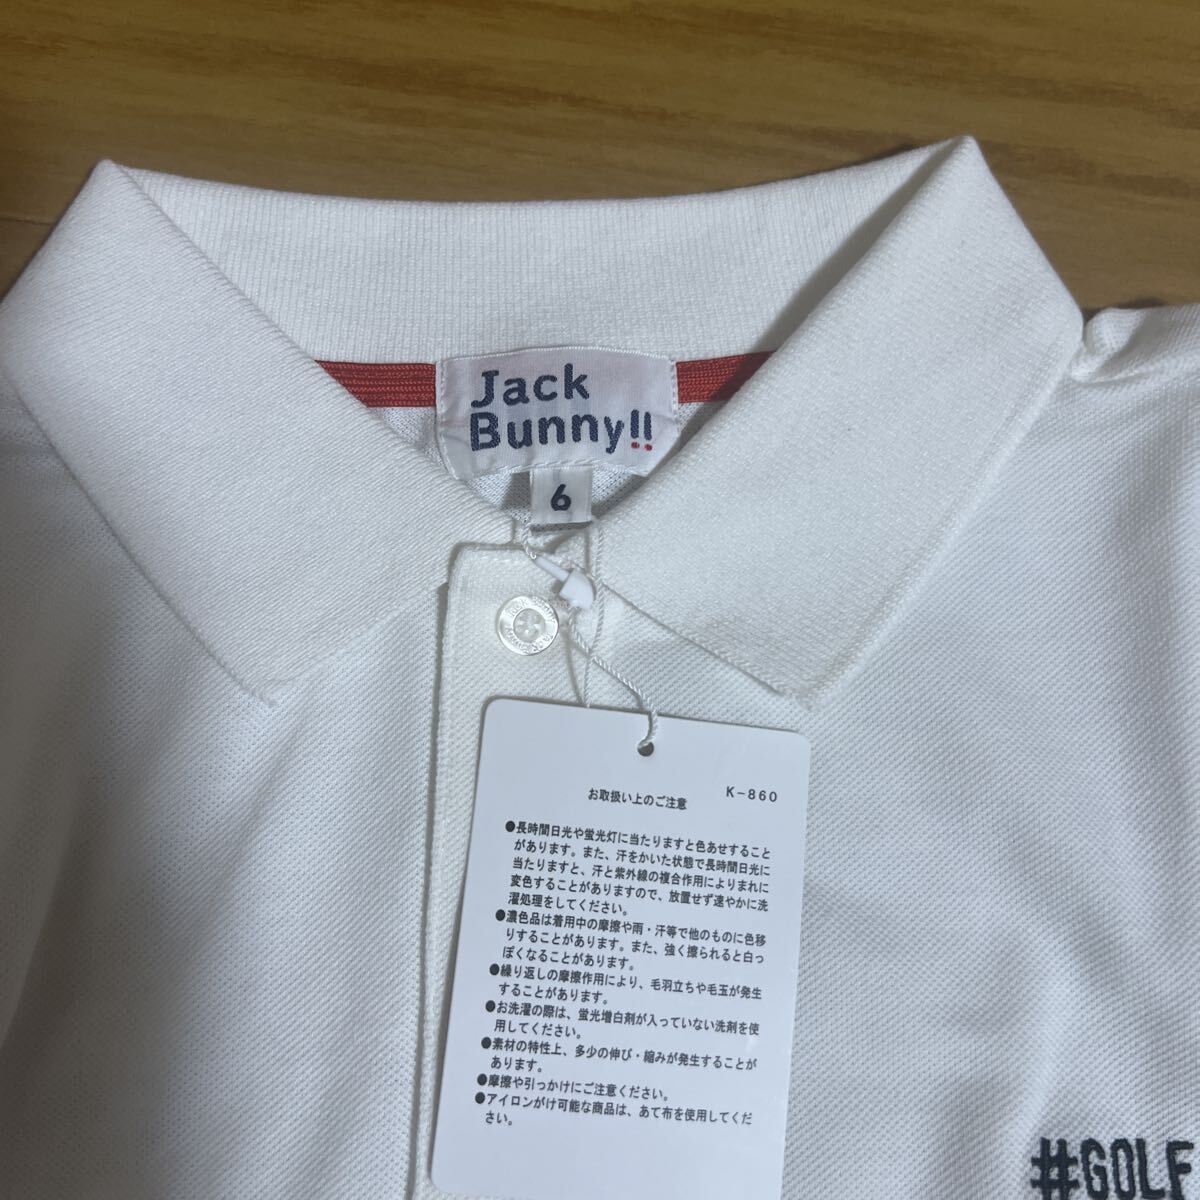 Jack
Bunny!!
6
K-860
お取扱い上のご注意
●長時間日光や蛍光灯に当たりますと色あせすること
があります。また、汗をかいた状態で長時間日光に
当たりますと、汗と紫外線の複合作用によりまれに
変色することがありますので、放置せず速やかに洗
濯処理をしてください。
●濃色品は着用中の摩擦や雨・汗等で他のものに色移
りすることがあります。また、強く擦られると白っ
ぽくなることがあります。
●繰り返しの摩擦作用により、毛羽立ちや毛玉が発生
することがあります。
●お洗濯の際は、蛍光増白剤が入っていない洗剤を使
用してください。
●素材の特性上、多少の伸び・縮みが発生することが
あります。
●摩擦や引っかけにご注意ください。
●アイロンがけ可能な商品は、あて布を使用してくだ
さい。
#GOLF